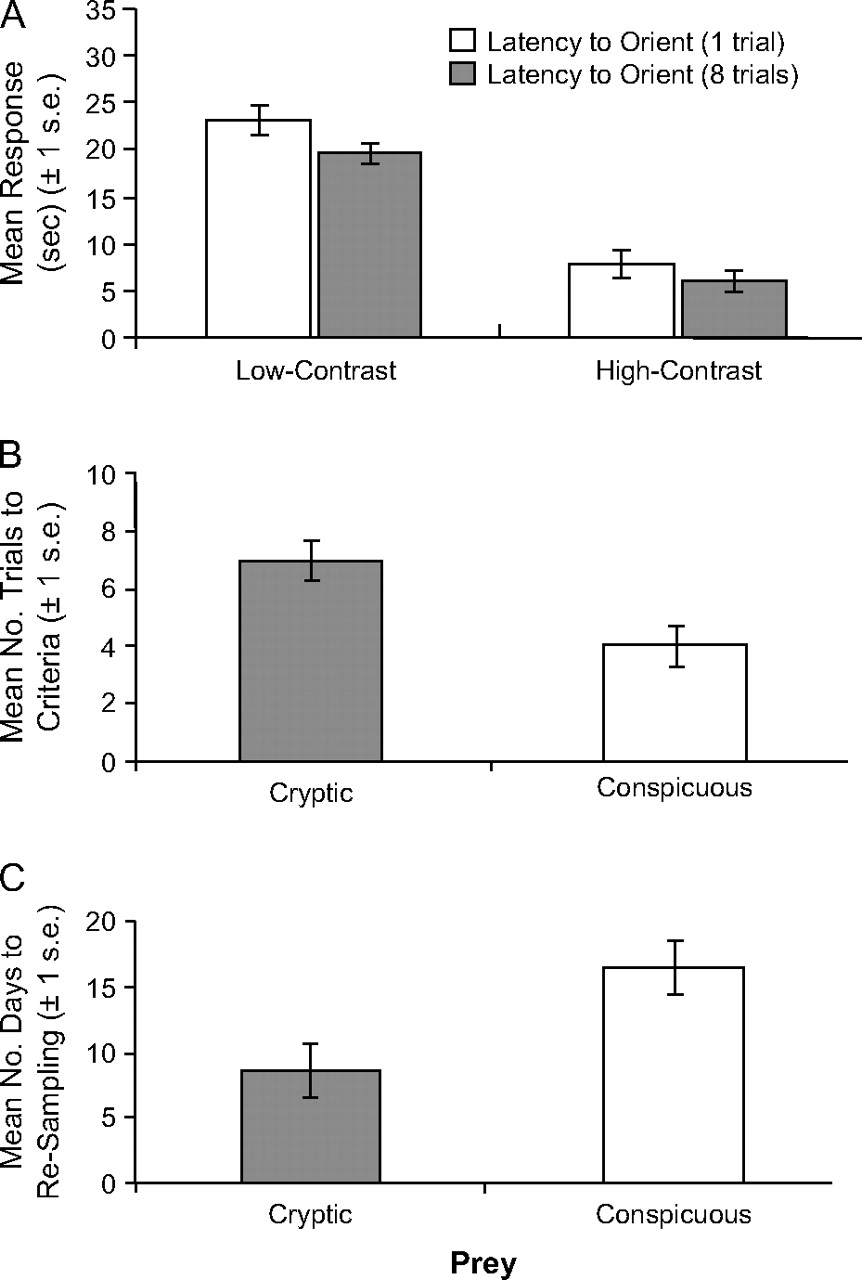 A
Mean Response
(sec) (± 1 s.e.)
35
30
25
20
15
10
5
0
Latency to Orient (1 trial)
Latency to Orient (8 trials)
Low-Contrast
High-Contrast
B
Mean No. Trials to
Criteria (± 1 s.e.)
10
8
6
4
2
0
Cryptic
Conspicuous
C
Mean No. Days to
Re-Sampling (± 1 s.e.)
20
15
10
5
0
Cryptic
Conspicuous
Prey